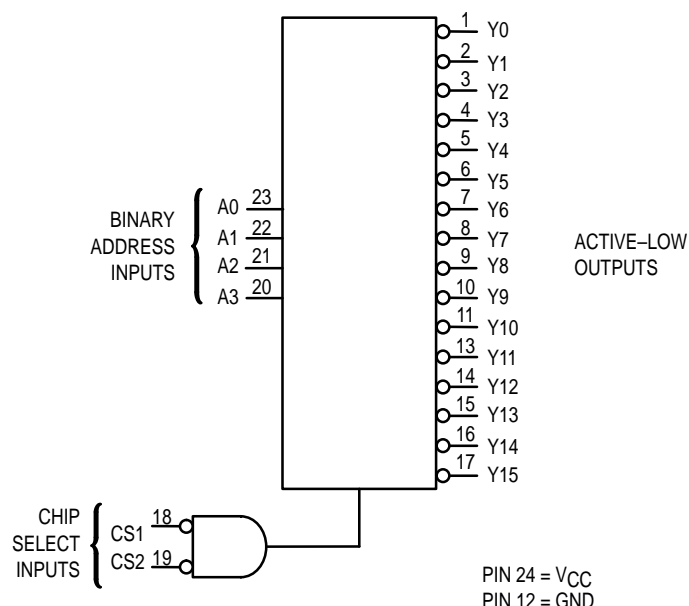 1 Y0
2 Y1
3 Y2
4 Y3
5 Y4
6 Y5
7 Y6
8 Y7
9 Y8
10 Y9
11 Y10
13 Y11
14 Y12
15 Y13
16 Y14
17 Y15
BINARY
ADDRESS
INPUTS
A0 23
A1 22
A2 21
A3 20
ACTIVE–LOW
OUTPUTS
CHIP
SELECT
INPUTS
CS1 18
CS2 19
PIN 24 = VCC
PIN 12 = GND